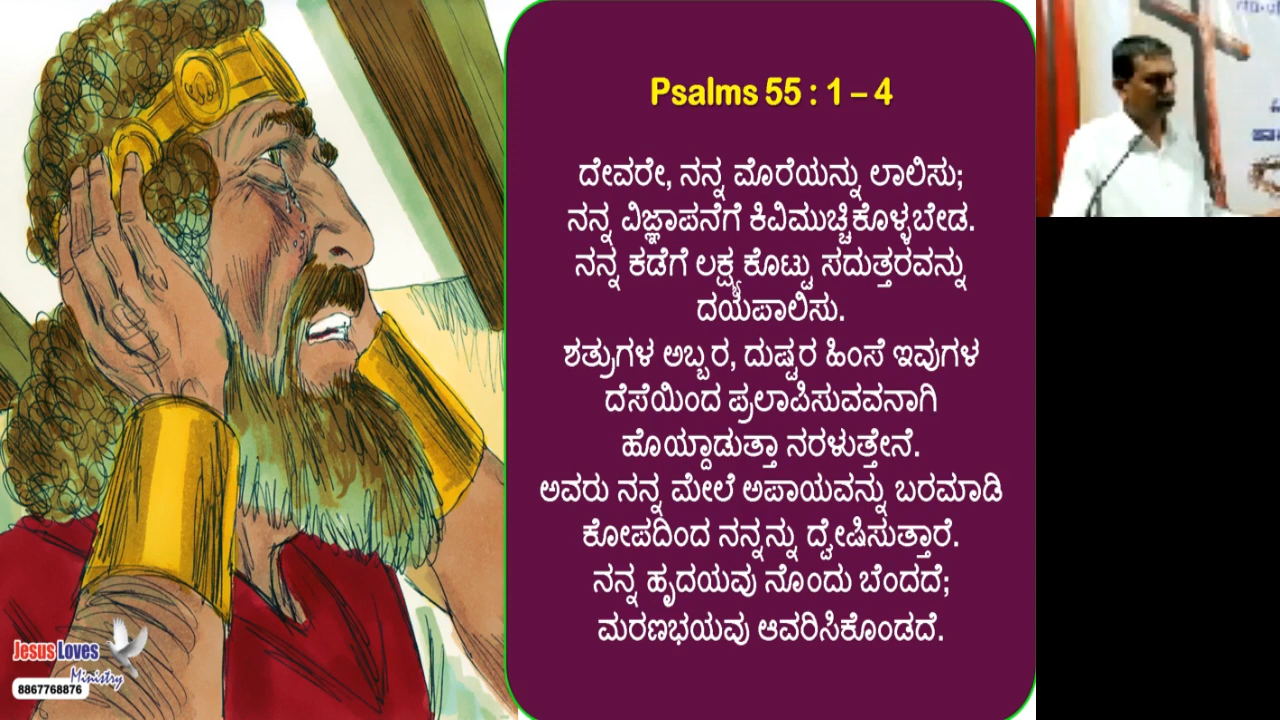 Psalms 55 : 1 – 4
ದೇವರೇ, ನನ್ನ ಮೊರೆಯನ್ನು ಲಾಲಿಸು;
ನನ್ನ ವಿಜ್ಞಾಪನೆಗೆ ಕಿವಿಮುಚ್ಚಿಕೊಳ್ಳಬೇಡ.
ನನ್ನ ಕಡೆಗೆ ಲಕ್ಷ್ಯ ಕೊಟ್ಟು ಸದುತ್ತರವನ್ನು
ದಯಪಾಲಿಸು.
ಶತ್ರುಗಳ ಅಬ್ಬರ, ದುಷ್ಟರ ಹಿಂಸೆ ಇವುಗಳ
ದೆಸೆಯಿಂದ ಪ್ರಲಾಪಿಸುವವನಾಗಿ
ಹೊಯ್ದಾಡುತ್ತಾ ನರಳುತ್ತೇನೆ.
ಅವರು ನನ್ನ ಮೇಲೆ ಅಪಾಯವನ್ನು ಬರಮಾಡಿ
ಕೋಪದಿಂದ ನನ್ನನ್ನು ದ್ವೇಷಿಸುತ್ತಾರೆ.
ನನ್ನ ಹೃದಯವು ನೊಂದು ಬೆಂದದೆ;
ಮರಣಭಯವು ಆವರಿಸಿಕೊಂಡದೆ.
Jesus Loves
Ministry
8867768876